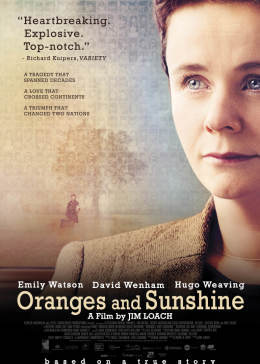 "Heartbreaking.
Explosive.
Top-notch."
- Richard Kuipers, VARIETY
A TRAGEDY THAT
SPANNED DECADES
A LOVE THAT
CROSSED CONTINENTS
A TRIUMPH THAT
CHANGED TWO NATIONS
Emily Watson David Wenham Hugo Weaving
Oranges and Sunshine
A Film by JIM LOACH
based on a true story